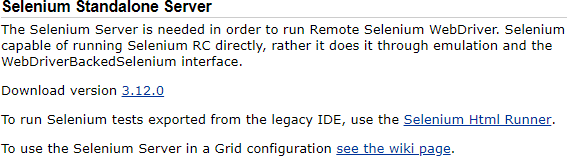 Selenium Standalone Server
The Selenium Server is needed in order to run Remote Selenium WebDriver. Selenium
capable of running Selenium RC directly, rather it does it through emulation and the
WebDriverBackedSelenium interface.
Download version 3.12.0
To run Selenium tests exported from the legacy IDE, use the Selenium Html Runner.
To use the Selenium Server in a Grid configuration see the wiki page.